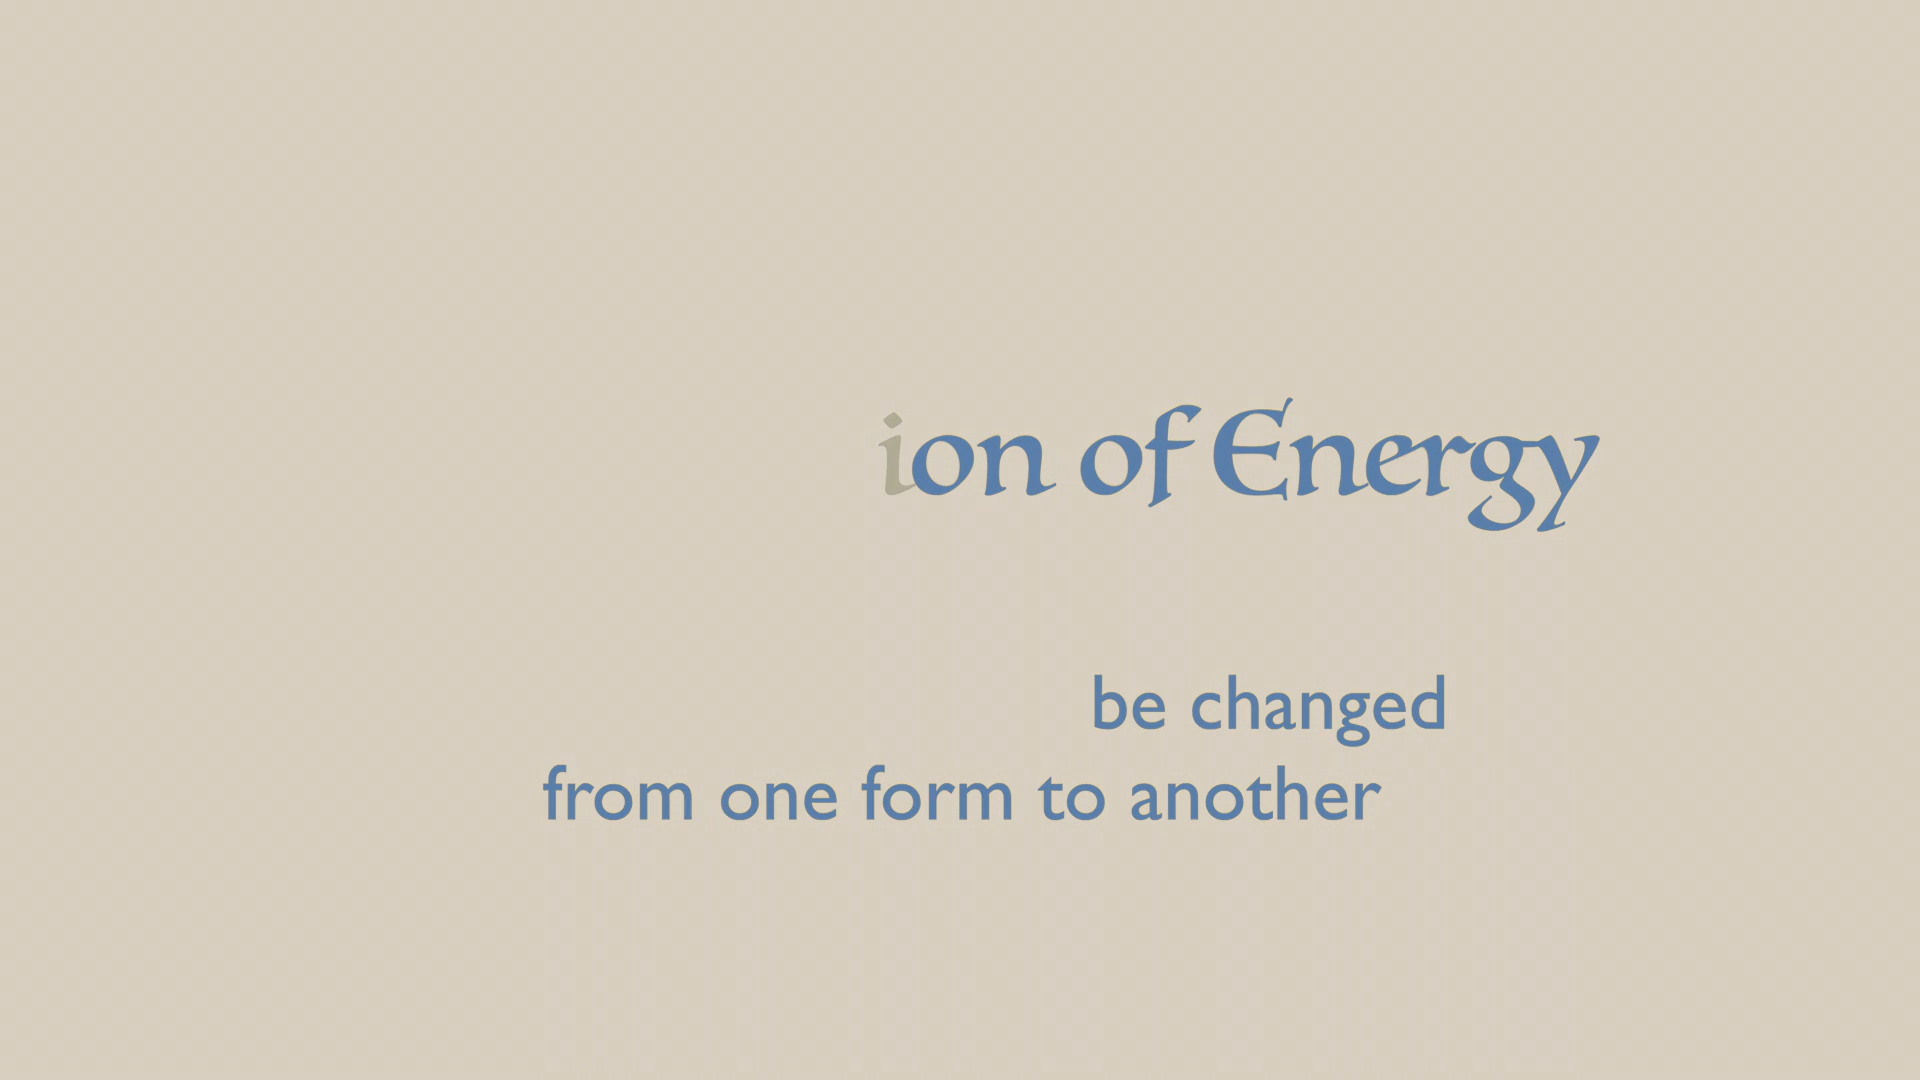 ion of Energy
be changed
from one form to another